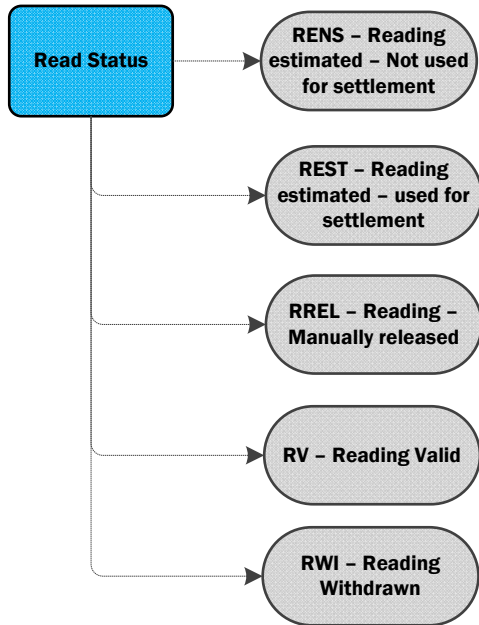 Read Status
RENS – Reading
estimated – Not used
for settlement
REST – Reading
estimated – used for
settlement
RREL – Reading –
Manually released
RV – Reading Valid
RWI – Reading
Withdrawn